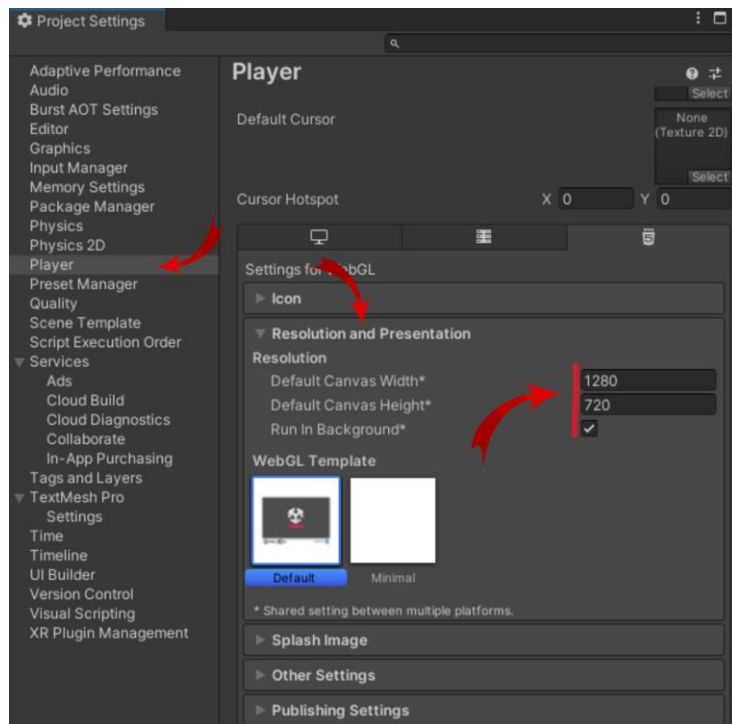 Project Settings
Adaptive Performance
Audio
Burst AOT Settings
Editor
Graphics
Input Manager
Memory Settings
Package Manager
Physics
Physics 2D
Player
Preset Manager
Quality
Scene Template
Script Execution Order
Services
Ads
Cloud Build
Cloud Diagnostics
Collaborate
In-App Purchasing
Tags and Layers
TextMesh Pro
Settings
Time
Timeline
UI Builder
Version Control
Visual Scripting
XR Plugin Management
Player
Select
Default Cursor
None
(Texture 2D)
Select
Cursor Hotspot X 0 Y 0
Settings for WebGL
Icon
Resolution and Presentation
Resolution
Default Canvas Width* 1280
Default Canvas Height* 720
Run In Background*
WebGL Template
Default Minimal
* Shared setting between multiple platforms.
Splash Image
Other Settings
Publishing Settings